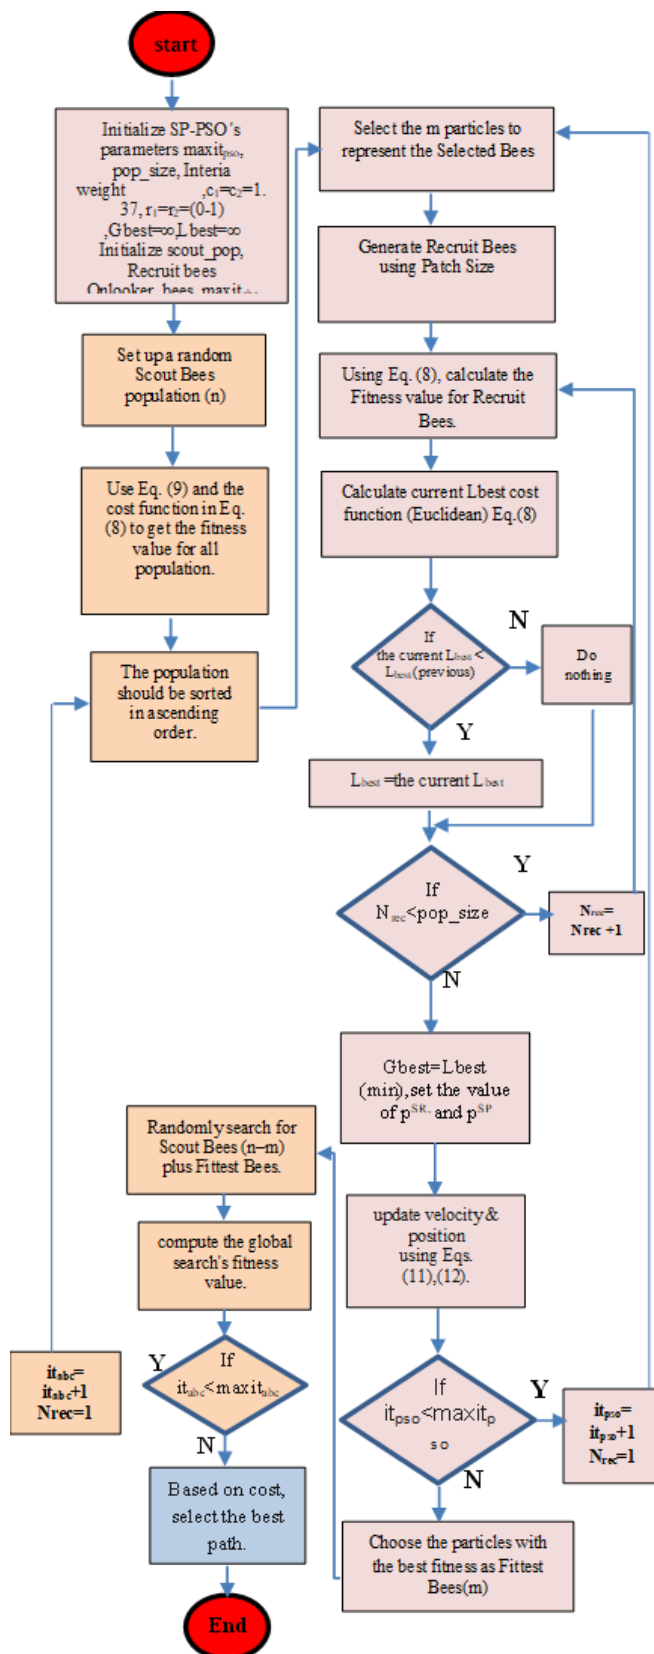 start
Initialize SP-PSO's
parameters maxitpso,
pop_size, Interia
weight ,c1=c2=1.
37, r1=r2=(0-1)
,Gbest=∞,Lbest=∞
Initialize scout_pop,
Recruit bees
Onlooker_bees, maxitabc
Set up a random
Scout Bees
population (n)
Use Eq. (9) and the
cost function in Eq.
(8) to get the fitness
value for all
population.
The population
should be sorted
in ascending
order.
Select the m particles to
represent the Selected Bees
Generate Recruit Bees
using Patch Size
Using Eq. (8), calculate the
Fitness value for Recruit
Bees.
Calculate current Lbest cost
function (Euclidean) Eq.(8)
If
the current Lbest <
Lbest(previous)
N
Do
nothing
Y
Lbest =the current Lbest
If
Nrec<pop_size
Y
Nrec=
Nrec +1
N
Gbest=Lbest
(min),set the value
of pSR, and pSP
update velocity &
position
using Eqs.
(11),(12).
If
itpso<maxitp
so
Y
itpso=
itpso+1
Nrec=1
N
Choose the particles with
the best fitness as Fittest
Bees(m)
Randomly search for
Scout Bees (n–m)
plus Fittest Bees.
compute the global
search's fitness
value.
If
itabc<maxitabc
Y
itabc=
itabc+1
Nrec=1
N
Based on cost,
select the best
path.
End